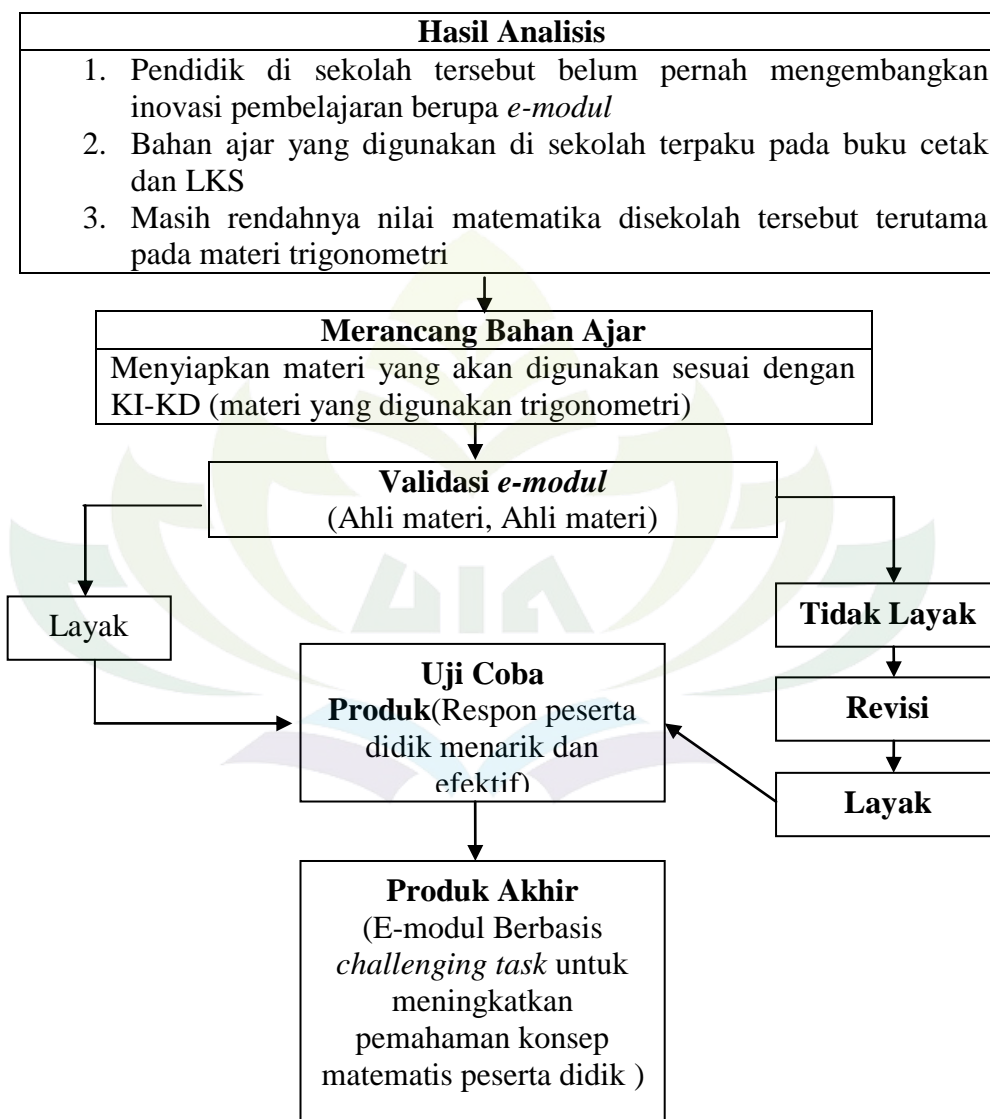 Hasil Analisis
1. Pendidik di sekolah tersebut belum pernah mengembangkan
inovasi pembelajaran berupa e-modul
2. Bahan ajar yang digunakan di sekolah terpaku pada buku cetak
dan LKS
3. Masih rendahnya nilai matematika disekolah tersebut terutama
pada materi trigonometri
Merancang Bahan Ajar
Menyiapkan materi yang akan digunakan sesuai dengan
KI-KD (materi yang digunakan trigonometri)
Validasi e-modul
(Ahli materi, Ahli materi)
Layak
Tidak Layak
Uji Coba
Produk(Respon peserta
didik menarik dan
efektif)
Revisi
Layak
Produk Akhir
(E-modul Berbasis
challenging task untuk
meningkatkan
pemahaman konsep
matematis peserta didik )
UIN